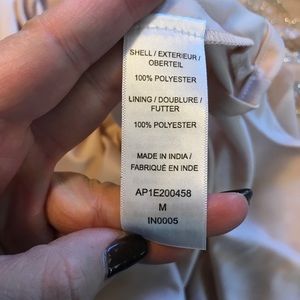 SHELL / EXTERIEUR /
OBERTEIL
100% POLYESTER
LINING / DOUBLURE /
FUTTER
100% POLYESTER
MADE IN INDIA /
FABRIQUÉ EN INDE
AP1E200458
M
IN0005